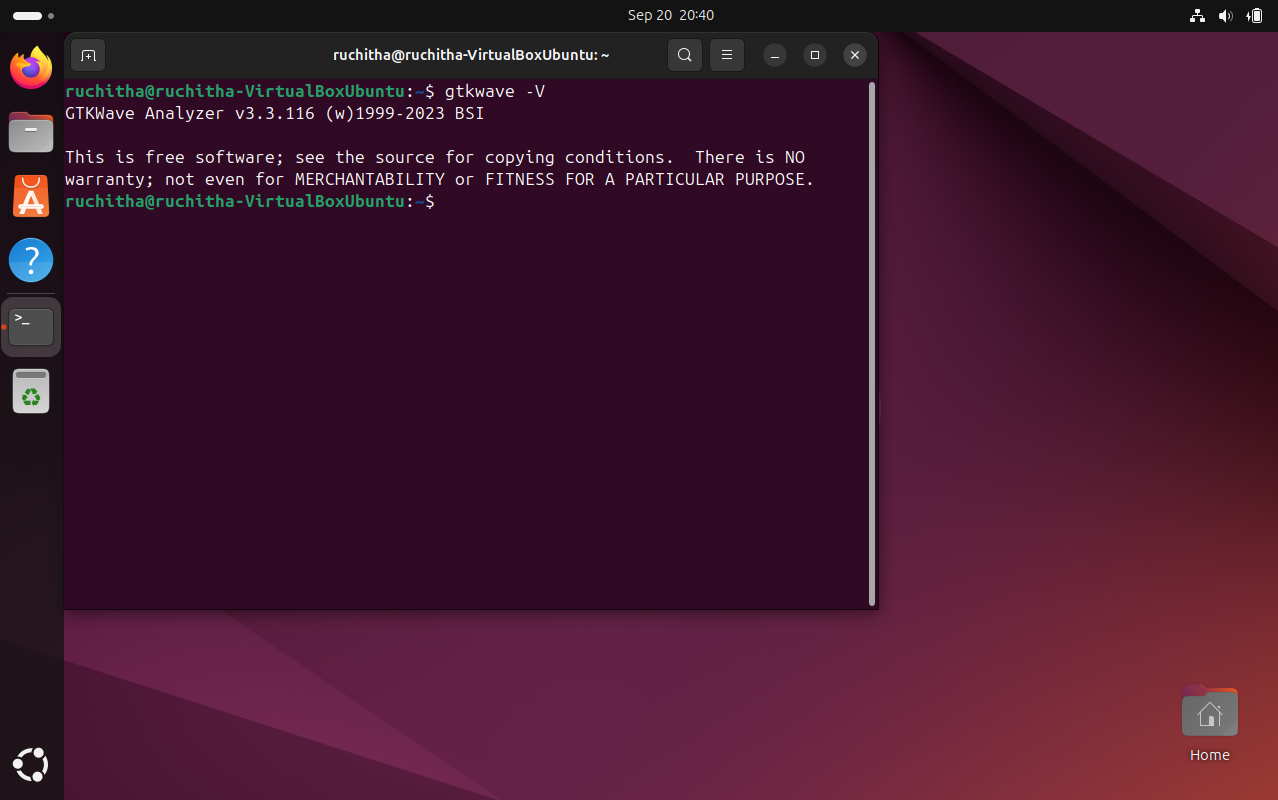 Sep 20 20:40
ruchitha@ruchitha-VirtualBoxUbuntu: ~
ruchitha@ruchitha-VirtualBoxUbuntu:~$ gtkwave -V
GTKWave Analyzer v3.3.116 (w)1999-2023 BSI
This is free software; see the source for copying conditions.  There is NO
warranty; not even for MERCHANTABILITY or FITNESS FOR A PARTICULAR PURPOSE.
ruchitha@ruchitha-VirtualBoxUbuntu:~$
Home